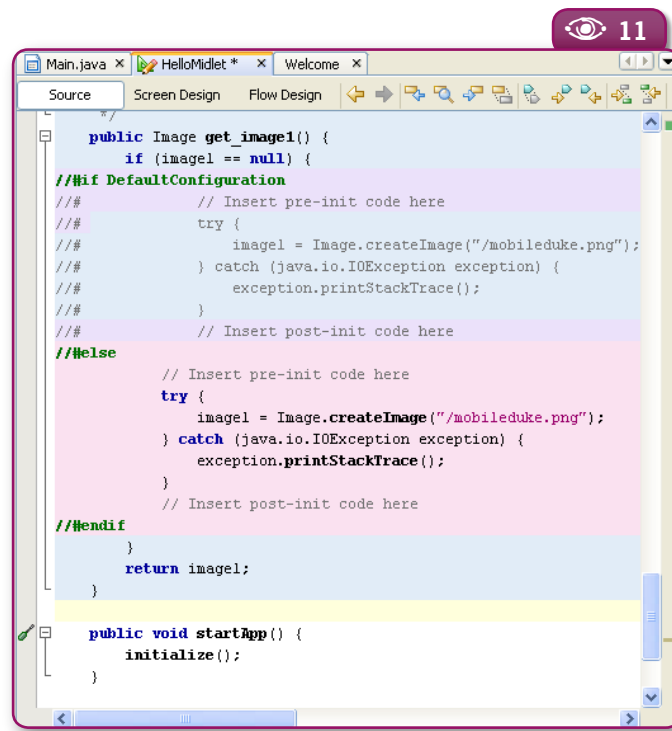 11
Main.java × HelloMidlet * × Welcome ×
Source Screen Design Flow Design
*/
public Image get_image1() {
if (image1 == null) {
//#if DefaultConfiguration
//# // Insert pre-init code here
//# try {
//# image1 = Image.createImage("/mobileduke.png");
//# } catch (java.io.IOException exception) {
//# exception.printStackTrace();
//# }
//# // Insert post-init code here
//#else
// Insert pre-init code here
try {
image1 = Image.createImage("/mobileduke.png");
} catch (java.io.IOException exception) {
exception.printStackTrace();
}
// Insert post-init code here
//#endif
}
return image1;
}
public void startApp() {
initialize();
}